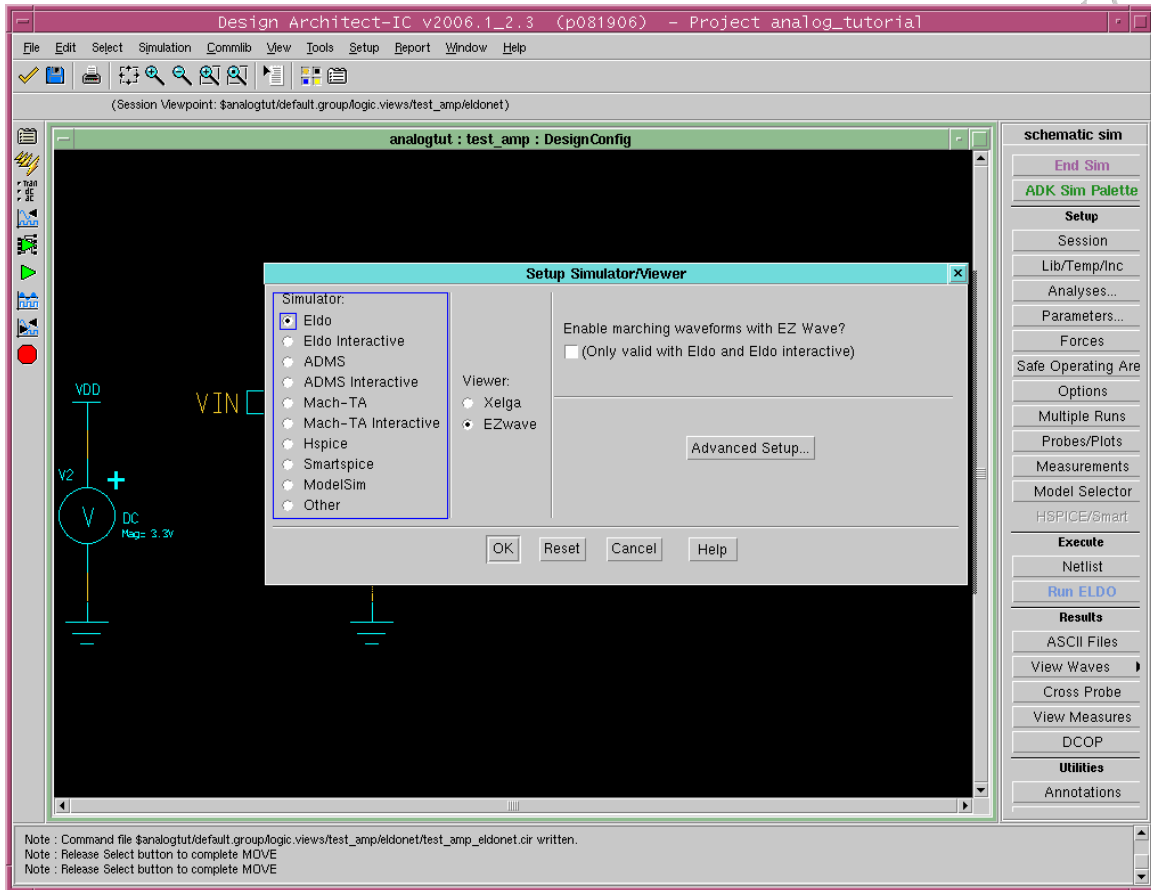 Design Architect-IC v2006.1_2.3 (p081906) - Project analog_tutorial
File Edit Select Simulation Commlib View Tools Setup Report Window Help
(Session Viewpoint: $analogtut/default.group/logic.views/test_amp/eldonet)
Tran
dc
ac
analogtut : test_amp : DesignConfig
VDD
VIN
V2
V
DC
Mag= 3.3V
Setup Simulator/Viewer
Simulator:
Eldo
Eldo Interactive
ADMS
ADMS Interactive
Mach-TA
Mach-TA Interactive
Hspice
Smartspice
ModelSim
Other
Viewer:
Xelga
EZwave
Enable marching waveforms with EZ Wave?
(Only valid with Eldo and Eldo interactive)
Advanced Setup...
OK Reset Cancel Help
schematic sim
End Sim
ADK Sim Palette
Setup
Session
Lib/Temp/Inc
Analyses...
Parameters...
Forces
Safe Operating Are
Options
Multiple Runs
Probes/Plots
Measurements
Model Selector
HSPICE/Smart
Execute
Netlist
Run ELDO
Results
ASCII Files
View Waves
Cross Probe
View Measures
DCOP
Utilities
Annotations
Note : Command file $analogtut/default.group/logic.views/test_amp/eldonet/test_amp_eldonet.cir written.
Note : Release Select button to complete MOVE
Note : Release Select button to complete MOVE